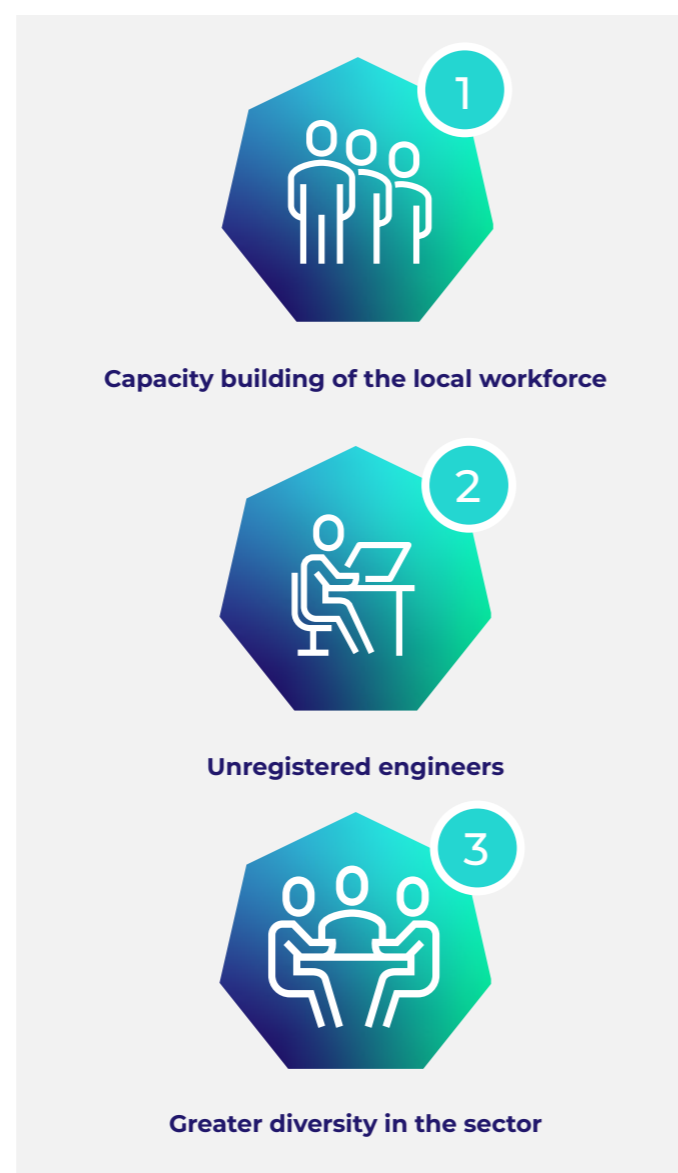 1
Capacity building of the local workforce
2
Unregistered engineers
3
Greater diversity in the sector